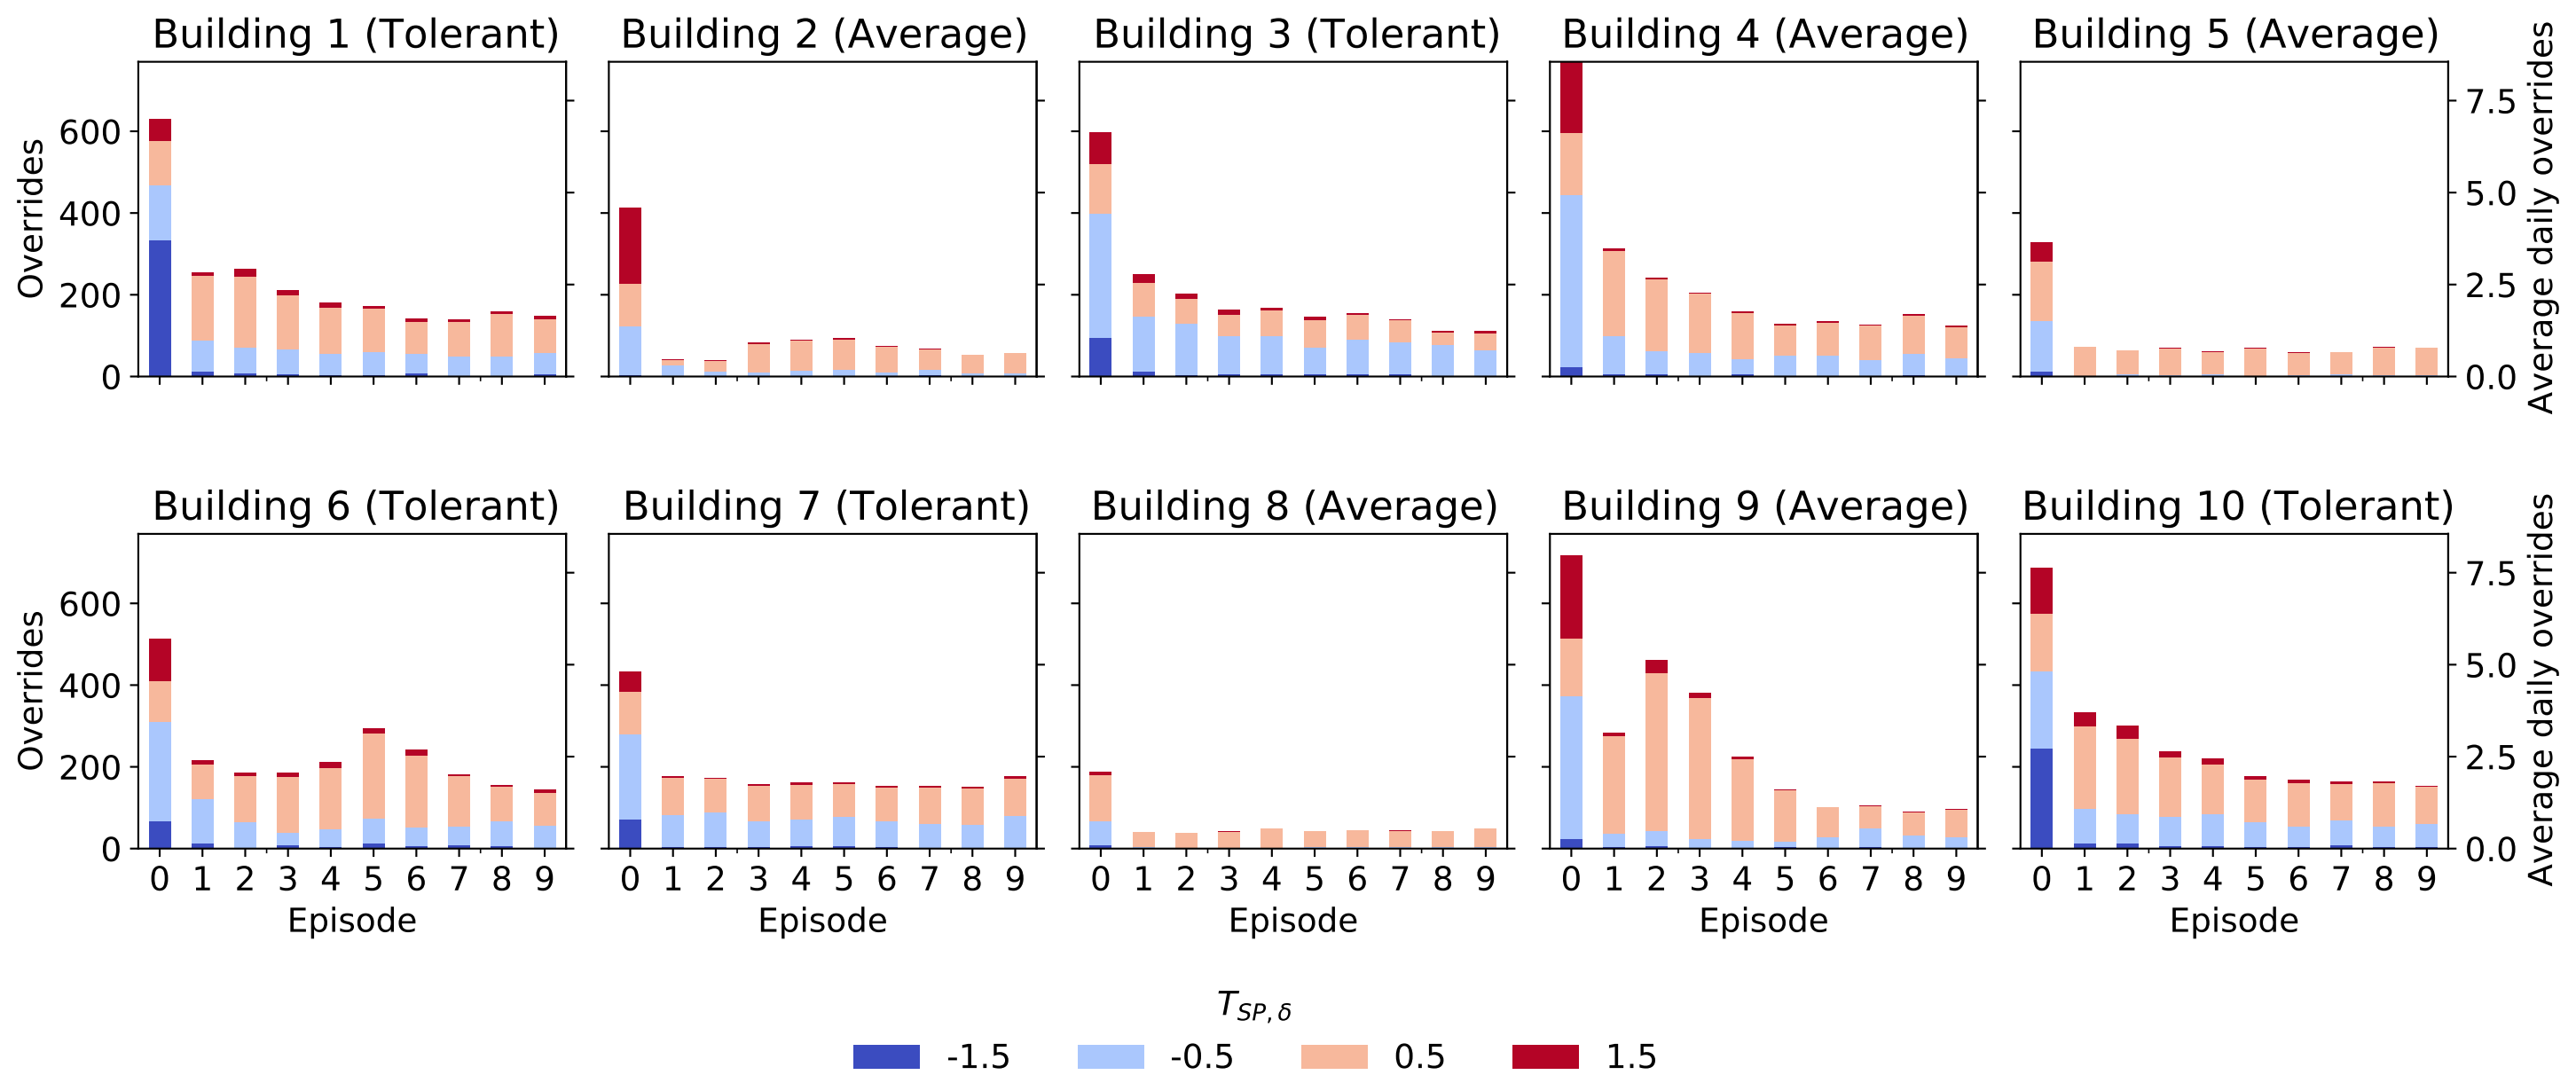 Building 1 (Tolerant) Building 2 (Average) Building 3 (Tolerant) Building 4 (Average) Building 5 (Average)
Overrides
600
400
200
0
7.5
5.0
2.5
0.0
Average daily overrides
Building 6 (Tolerant) Building 7 (Tolerant) Building 8 (Average) Building 9 (Average) Building 10 (Tolerant)
Overrides
600
400
200
0
7.5
5.0
2.5
0.0
Average daily overrides
0 1 2 3 4 5 6 7 8 9 0 1 2 3 4 5 6 7 8 9 0 1 2 3 4 5 6 7 8 9 0 1 2 3 4 5 6 7 8 9 0 1 2 3 4 5 6 7 8 9
Episode Episode Episode Episode Episode
T_{SP, δ}
-1.5 -0.5 0.5 1.5